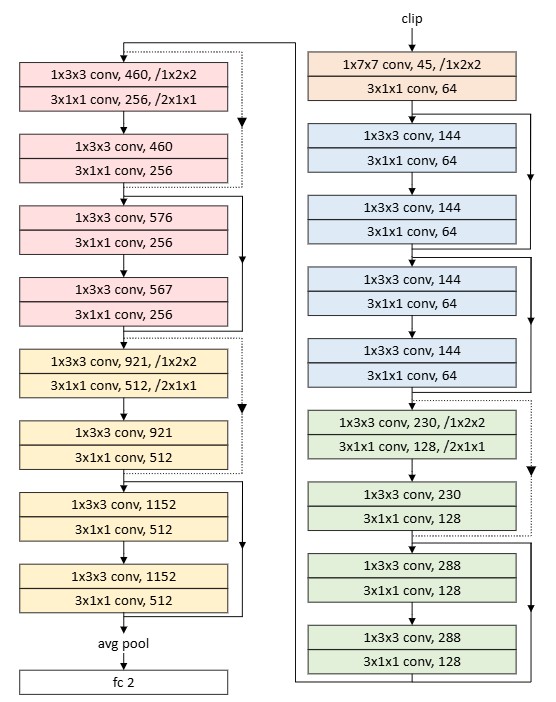 clip
1x7x7 conv, 45, /1x2x2
3x1x1 conv, 64
1x3x3 conv, 144
3x1x1 conv, 64
1x3x3 conv, 144
3x1x1 conv, 64
1x3x3 conv, 144
3x1x1 conv, 64
1x3x3 conv, 144
3x1x1 conv, 64
1x3x3 conv, 230, /1x2x2
3x1x1 conv, 128, /2x1x1
1x3x3 conv, 230
3x1x1 conv, 128
1x3x3 conv, 288
3x1x1 conv, 128
1x3x3 conv, 288
3x1x1 conv, 128
1x3x3 conv, 460, /1x2x2
3x1x1 conv, 256, /2x1x1
1x3x3 conv, 460
3x1x1 conv, 256
1x3x3 conv, 576
3x1x1 conv, 256
1x3x3 conv, 567
3x1x1 conv, 256
1x3x3 conv, 921, /1x2x2
3x1x1 conv, 512, /2x1x1
1x3x3 conv, 921
3x1x1 conv, 512
1x3x3 conv, 1152
3x1x1 conv, 512
1x3x3 conv, 1152
3x1x1 conv, 512
avg pool
fc 2